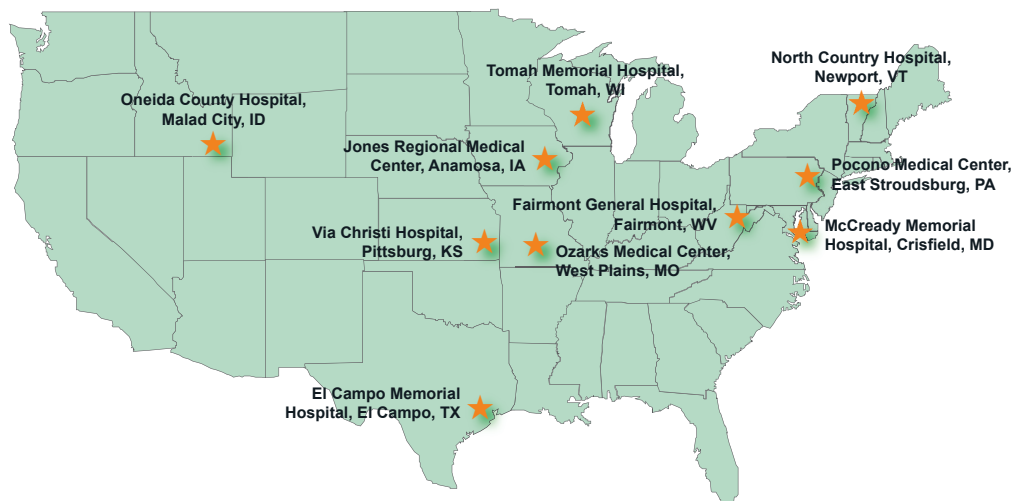 North Country Hospital,
Newport, VT
Tomah Memorial Hospital,
Tomah, WI
Oneida County Hospital,
Malad City, ID
Jones Regional Medical
Center, Anamosa, IA
Pocono Medical Center,
East Stroudsburg, PA
Fairmont General Hospital,
Fairmont, WV
McCready Memorial
Hospital, Crisfield, MD
Via Christi Hospital,
Pittsburg, KS
Ozarks Medical Center,
West Plains, MO
El Campo Memorial
Hospital, El Campo, TX